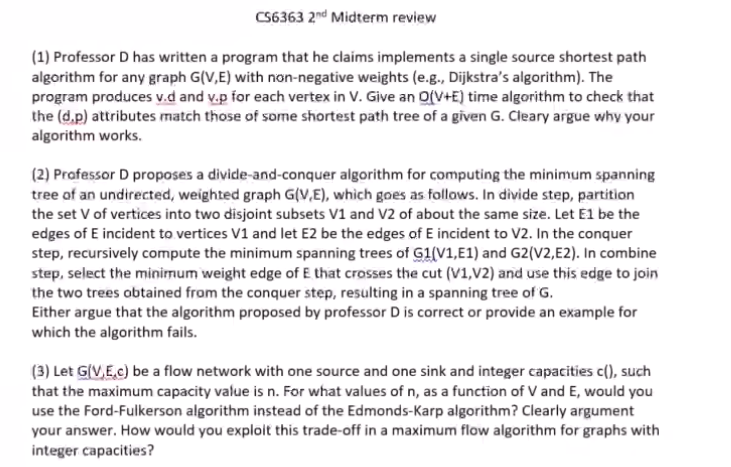 CS6363 2nd Midterm review
(1) Professor D has written a program that he claims implements a single source shortest path
algorithm for any graph G(V,E) with non-negative weights (e.g., Dijkstra's algorithm). The
program produces v.d and v.p for each vertex in V. Give an O(V+E) time algorithm to check that
the (d,p) attributes match those of some shortest path tree of a given G. Cleary argue why your
algorithm works.
(2) Professor D proposes a divide-and-conquer algorithm for computing the minimum spanning
tree of an undirected, weighted graph G(V,E), which goes as follows. In divide step, partition
the set V of vertices into two disjoint subsets V1 and V2 of about the same size. Let E1 be the
edges of E incident to vertices V1 and let E2 be the edges of E incident to V2. In the conquer
step, recursively compute the minimum spanning trees of G1(V1,E1) and G2(V2,E2). In combine
step, select the minimum weight edge of E that crosses the cut (V1,V2) and use this edge to join
the two trees obtained from the conquer step, resulting in a spanning tree of G.
Either argue that the algorithm proposed by professor D is correct or provide an example for
which the algorithm fails.
(3) Let G(V,E,c) be a flow network with one source and one sink and integer capacities c(), such
that the maximum capacity value is n. For what values of n, as a function of V and E, would you
use the Ford-Fulkerson algorithm instead of the Edmonds-Karp algorithm? Clearly argument
your answer. How would you exploit this trade-off in a maximum flow algorithm for graphs with
integer capacities?